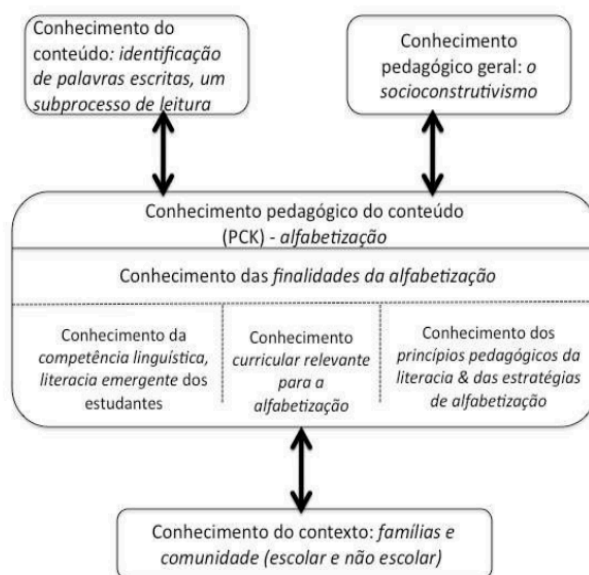 Conhecimento do
conteúdo: identificação
de palavras escritas, um
subprocesso de leitura
Conhecimento
pedagógico geral: o
socioconstrutivismo
Conhecimento pedagógico do conteúdo
(PCK) - alfabetização
Conhecimento das finalidades da alfabetização
Conhecimento da
competência linguística,
literacia emergente dos
estudantes
Conhecimento
curricular relevante
para a
alfabetização
Conhecimento dos
princípios pedagógicos da
literacia & das estratégias
de alfabetização
Conhecimento do contexto: famílias e
comunidade (escolar e não escolar)